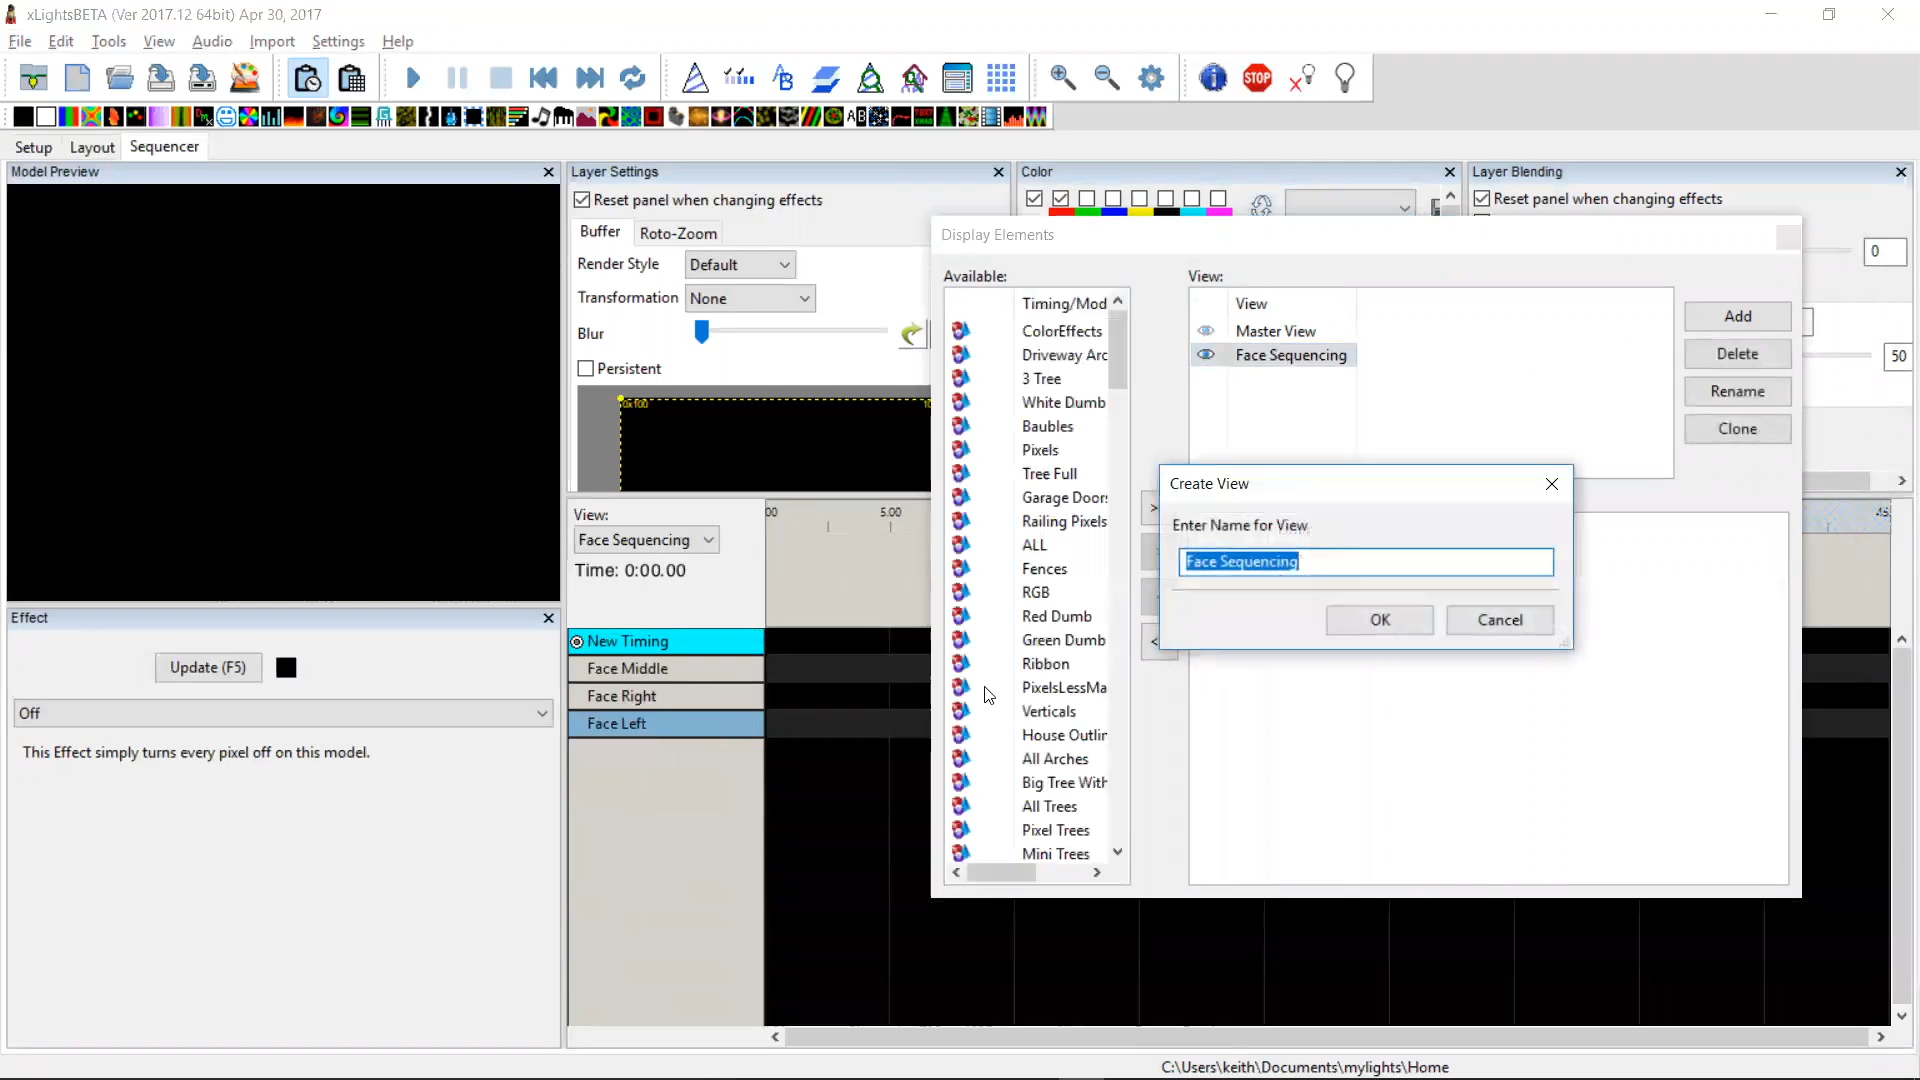 xLightsBETA (Ver 2017.12 64bit) Apr 30, 2017
File Edit Tools View Audio Import Settings Help
Setup Layout Sequencer
Model Preview
Layer Settings
Color
Layer Blending
Reset panel when changing effects
Reset panel when changing effects
Buffer Roto-Zoom
Render Style Default
Transformation None
Blur
Persistent
0x100
10
0
50
Display Elements
Available:
Timing/Mod
ColorEffects
Driveway Arc
3 Tree
White Dumb
Baubles
Pixels
Tree Full
Garage Doors
Railing Pixels
ALL
Fences
RGB
Red Dumb
Green Dumb
Ribbon
PixelsLessMa
Verticals
House Outlin
All Arches
Big Tree With
All Trees
Pixel Trees
Mini Trees
View:
View
Master View
Face Sequencing
Add
Delete
Rename
Clone
Create View
Enter Name for View
Face Sequencing
OK Cancel
View:
Face Sequencing
Time: 0:00.00
00 5.00
45
New Timing
Face Middle
Face Right
Face Left
Effect
Update (F5)
Off
This Effect simply turns every pixel off on this model.
C:\Users\keith\Documents\mylights\Home